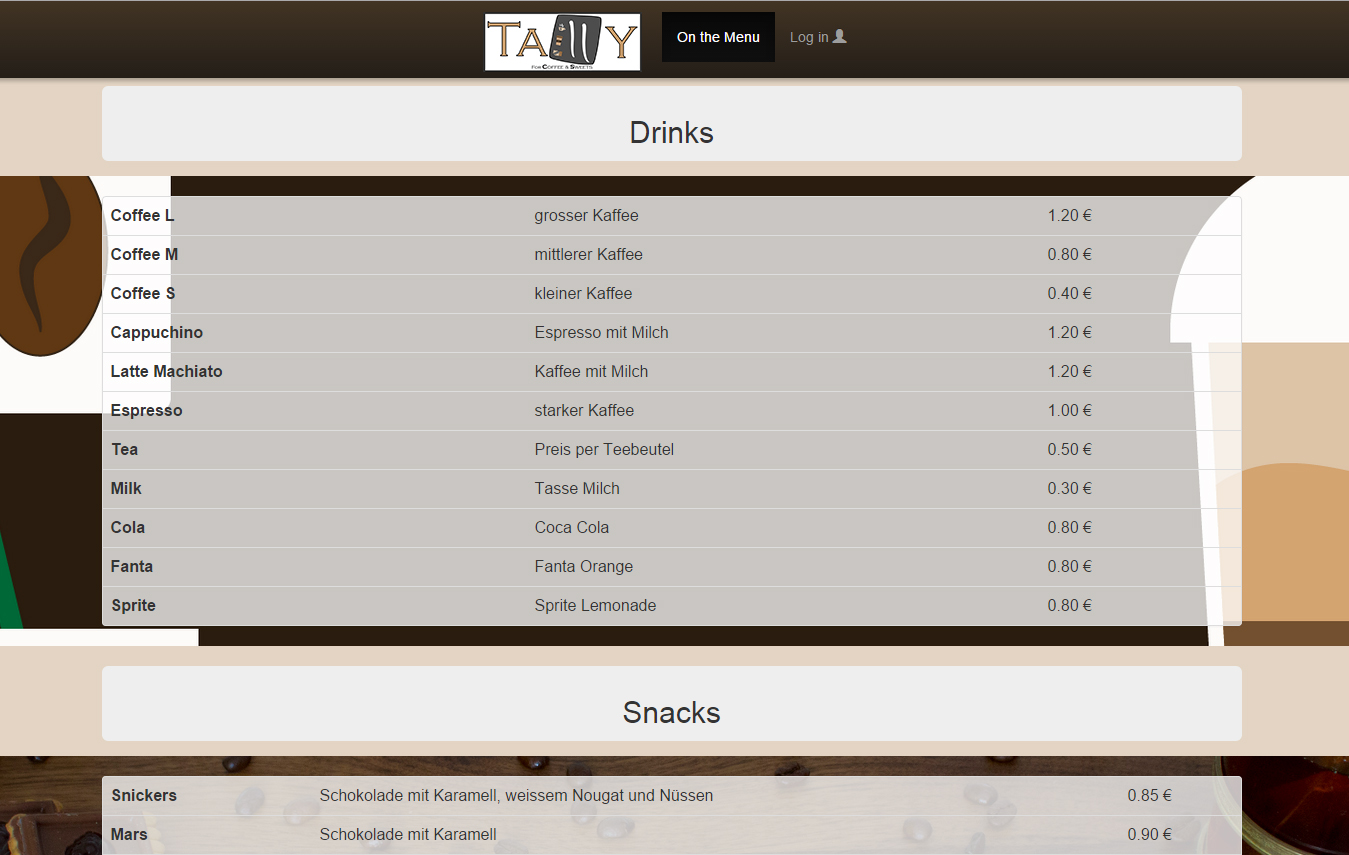 TALLY
FOR COFFEE & SWEETS
On the Menu
Log in
Drinks
Coffee L grosser Kaffee 1.20 €
Coffee M mittlerer Kaffee 0.80 €
Coffee S kleiner Kaffee 0.40 €
Cappuchino Espresso mit Milch 1.20 €
Latte Machiato Kaffee mit Milch 1.20 €
Espresso starker Kaffee 1.00 €
Tea Preis per Teebeutel 0.50 €
Milk Tasse Milch 0.30 €
Cola Coca Cola 0.80 €
Fanta Fanta Orange 0.80 €
Sprite Sprite Lemonade 0.80 €
Snacks
Snickers Schokolade mit Karamell, weissem Nougat und Nüssen 0.85 €
Mars Schokolade mit Karamell 0.90 €